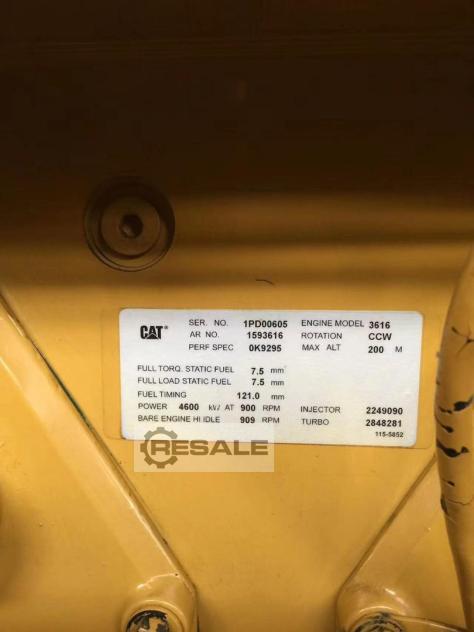 CAT
SER. NO. 1PD00605 ENGINE MODEL 3616
AR NO. 1593616 ROTATION CCW
PERF SPEC 0K9295 MAX ALT 200 M
FULL TORQ. STATIC FUEL 7.5 mm
FULL LOAD STATIC FUEL 7.5 mm
FUEL TIMING 121.0 mm
POWER 4600 kW AT 900 RPM INJECTOR 2249090
BARE ENGINE HI IDLE 909 RPM TURBO 2848281
115-5852
RESALE